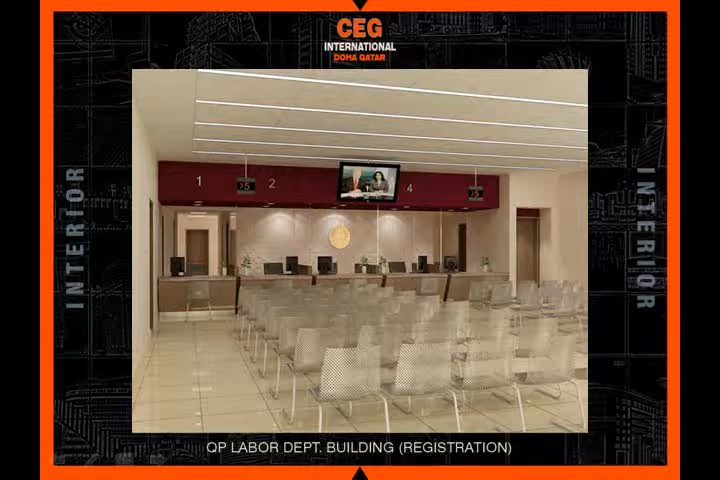 CEG
INTERNATIONAL
DOHA QATAR
INTERIOR
INTERIOR
1
2
4
QP LABOR DEPT. BUILDING (REGISTRATION)